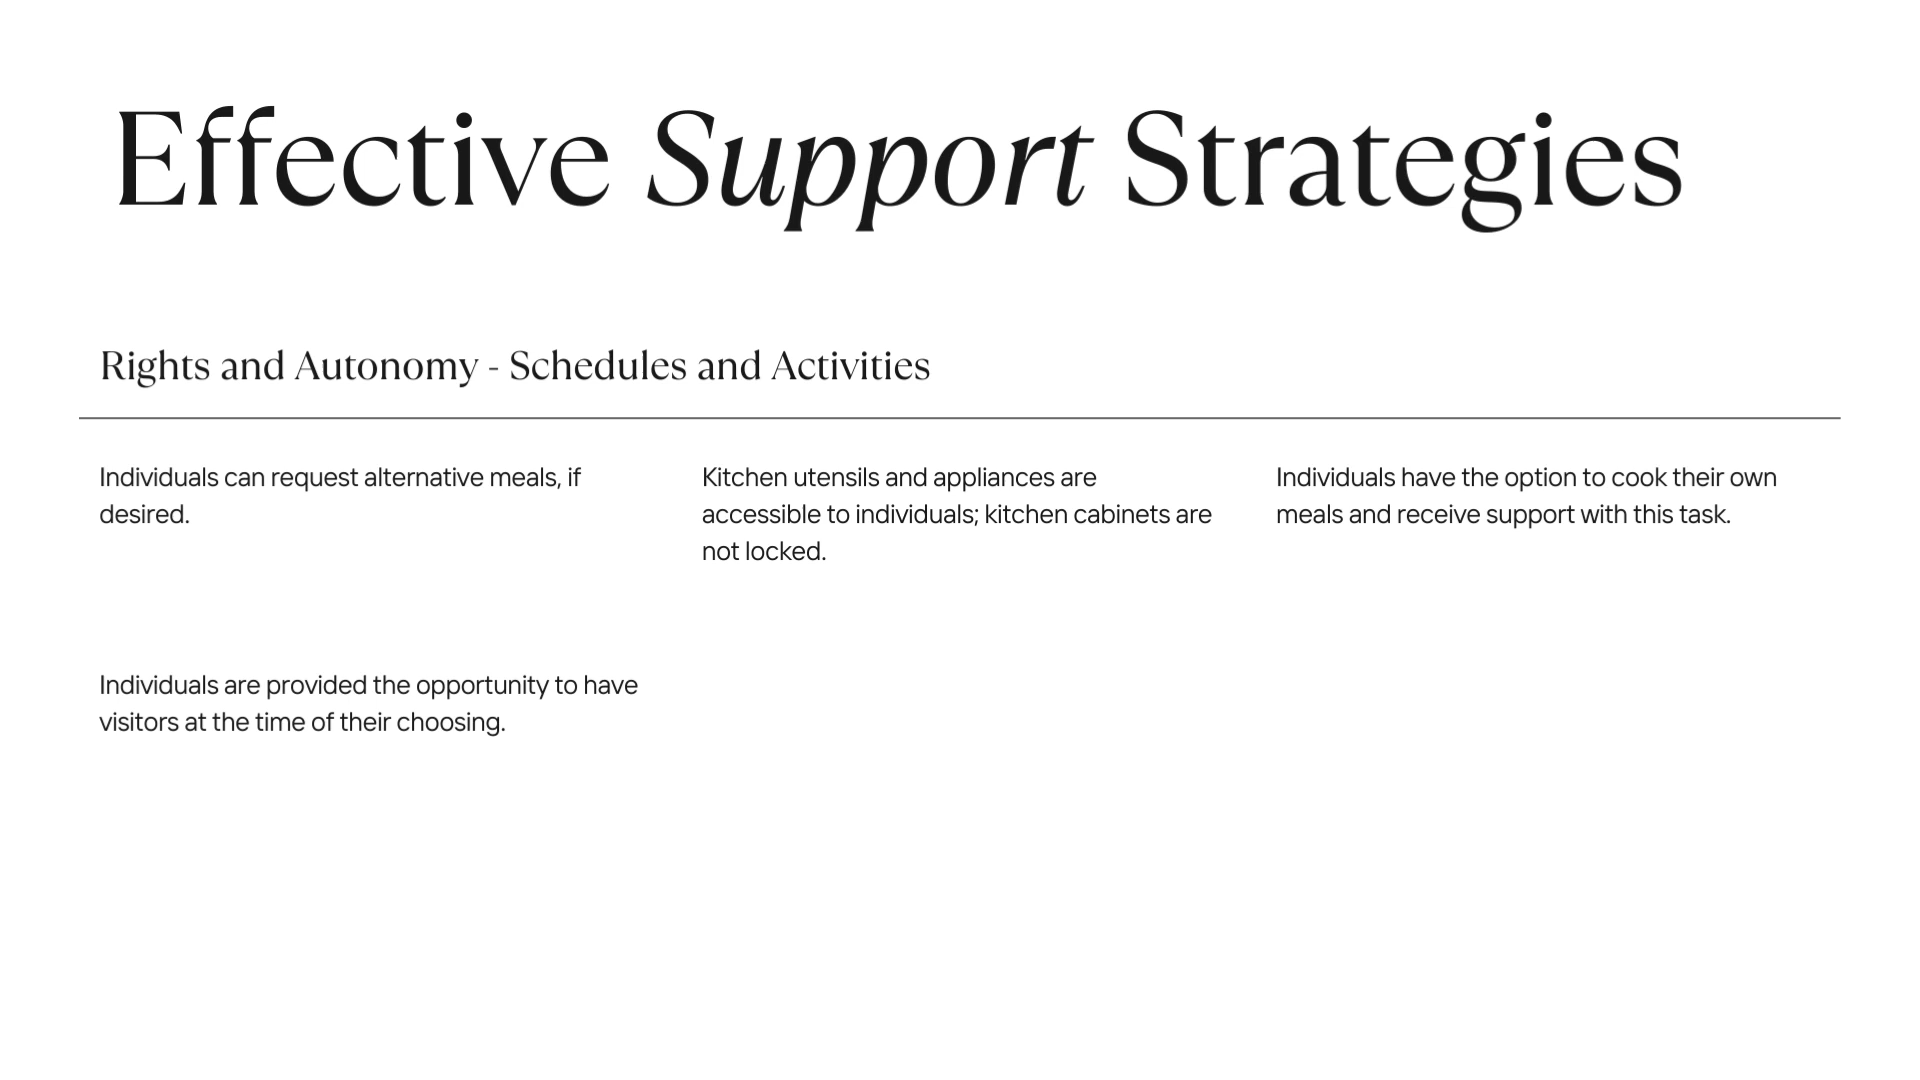 Effective Support Strategies
Rights and Autonomy - Schedules and Activities
Individuals can request alternative meals, if
desired.
Kitchen utensils and appliances are
accessible to individuals; kitchen cabinets are
not locked.
Individuals have the option to cook their own
meals and receive support with this task.
Individuals are provided the opportunity to have
visitors at the time of their choosing.